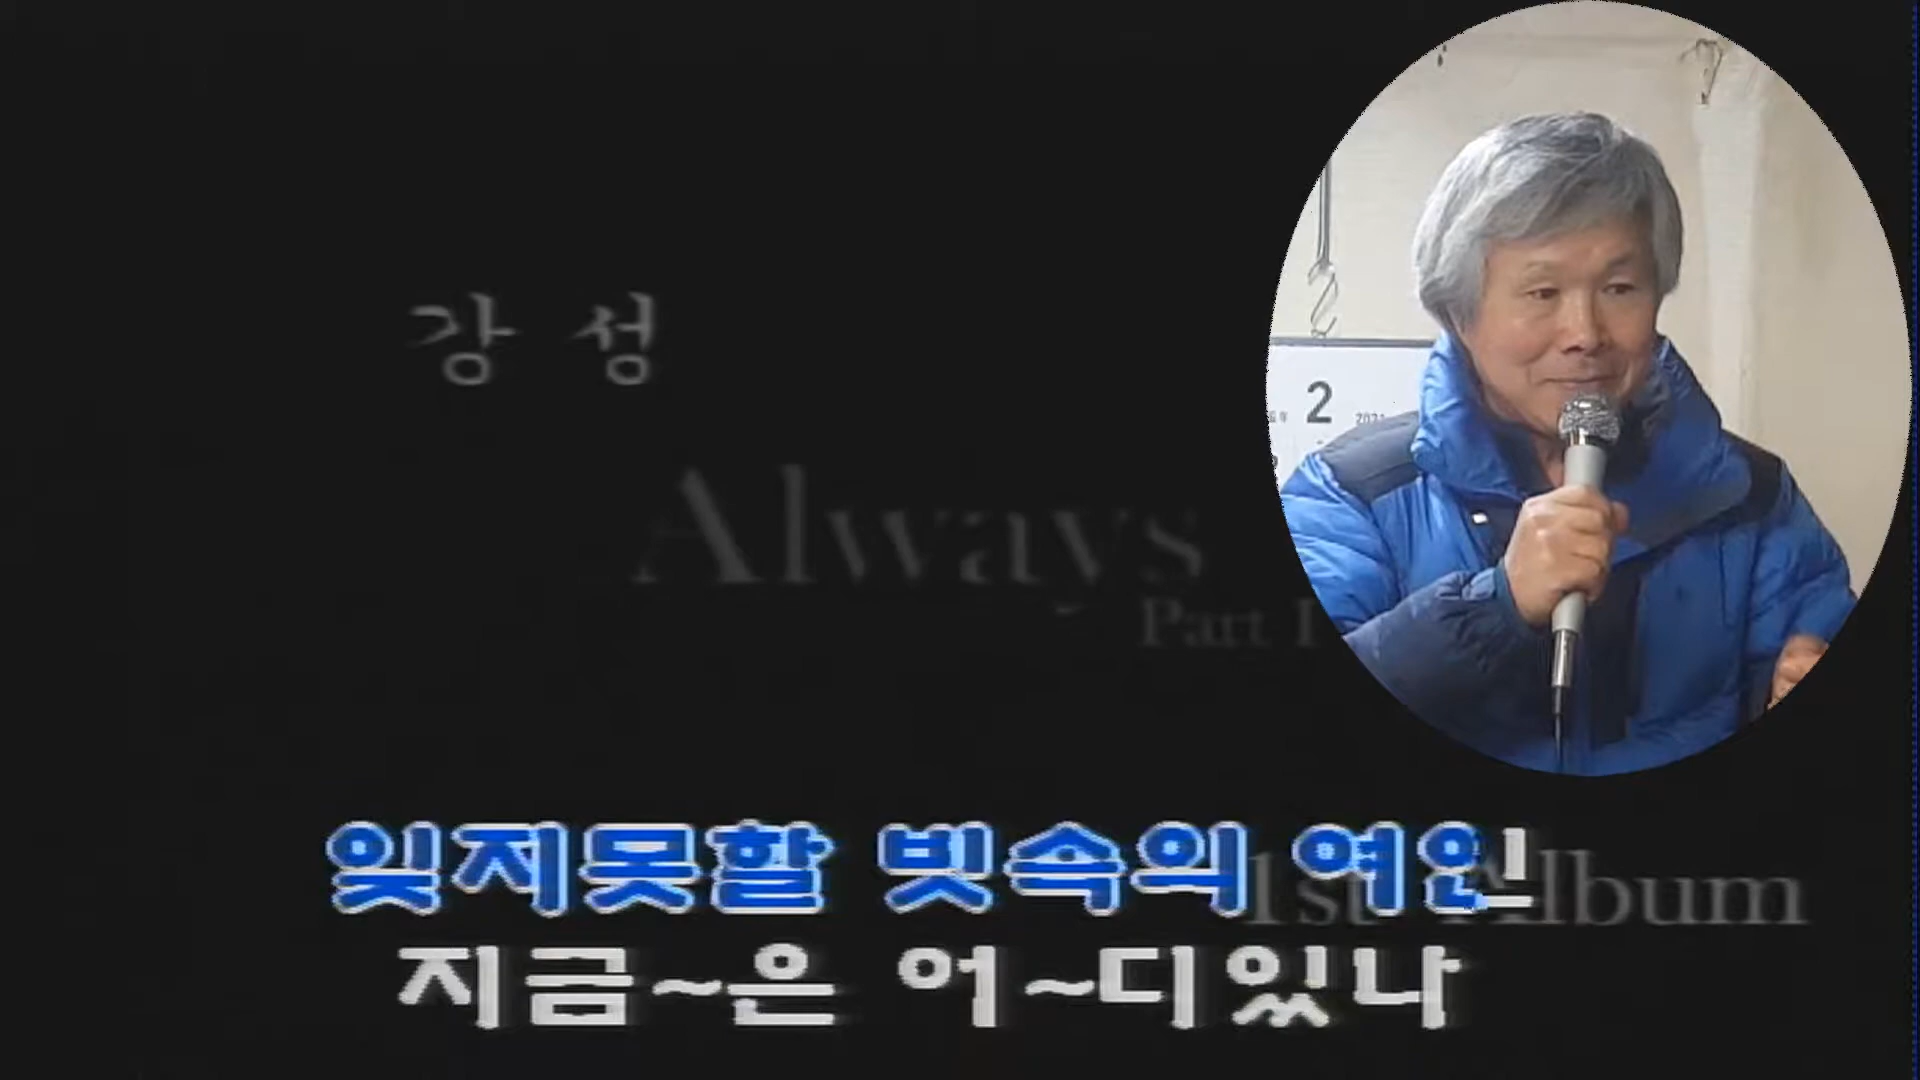 강 성
Always
Part I
2
잊지못할 빗속의 여인
1st Album
지금~은 어~디있나